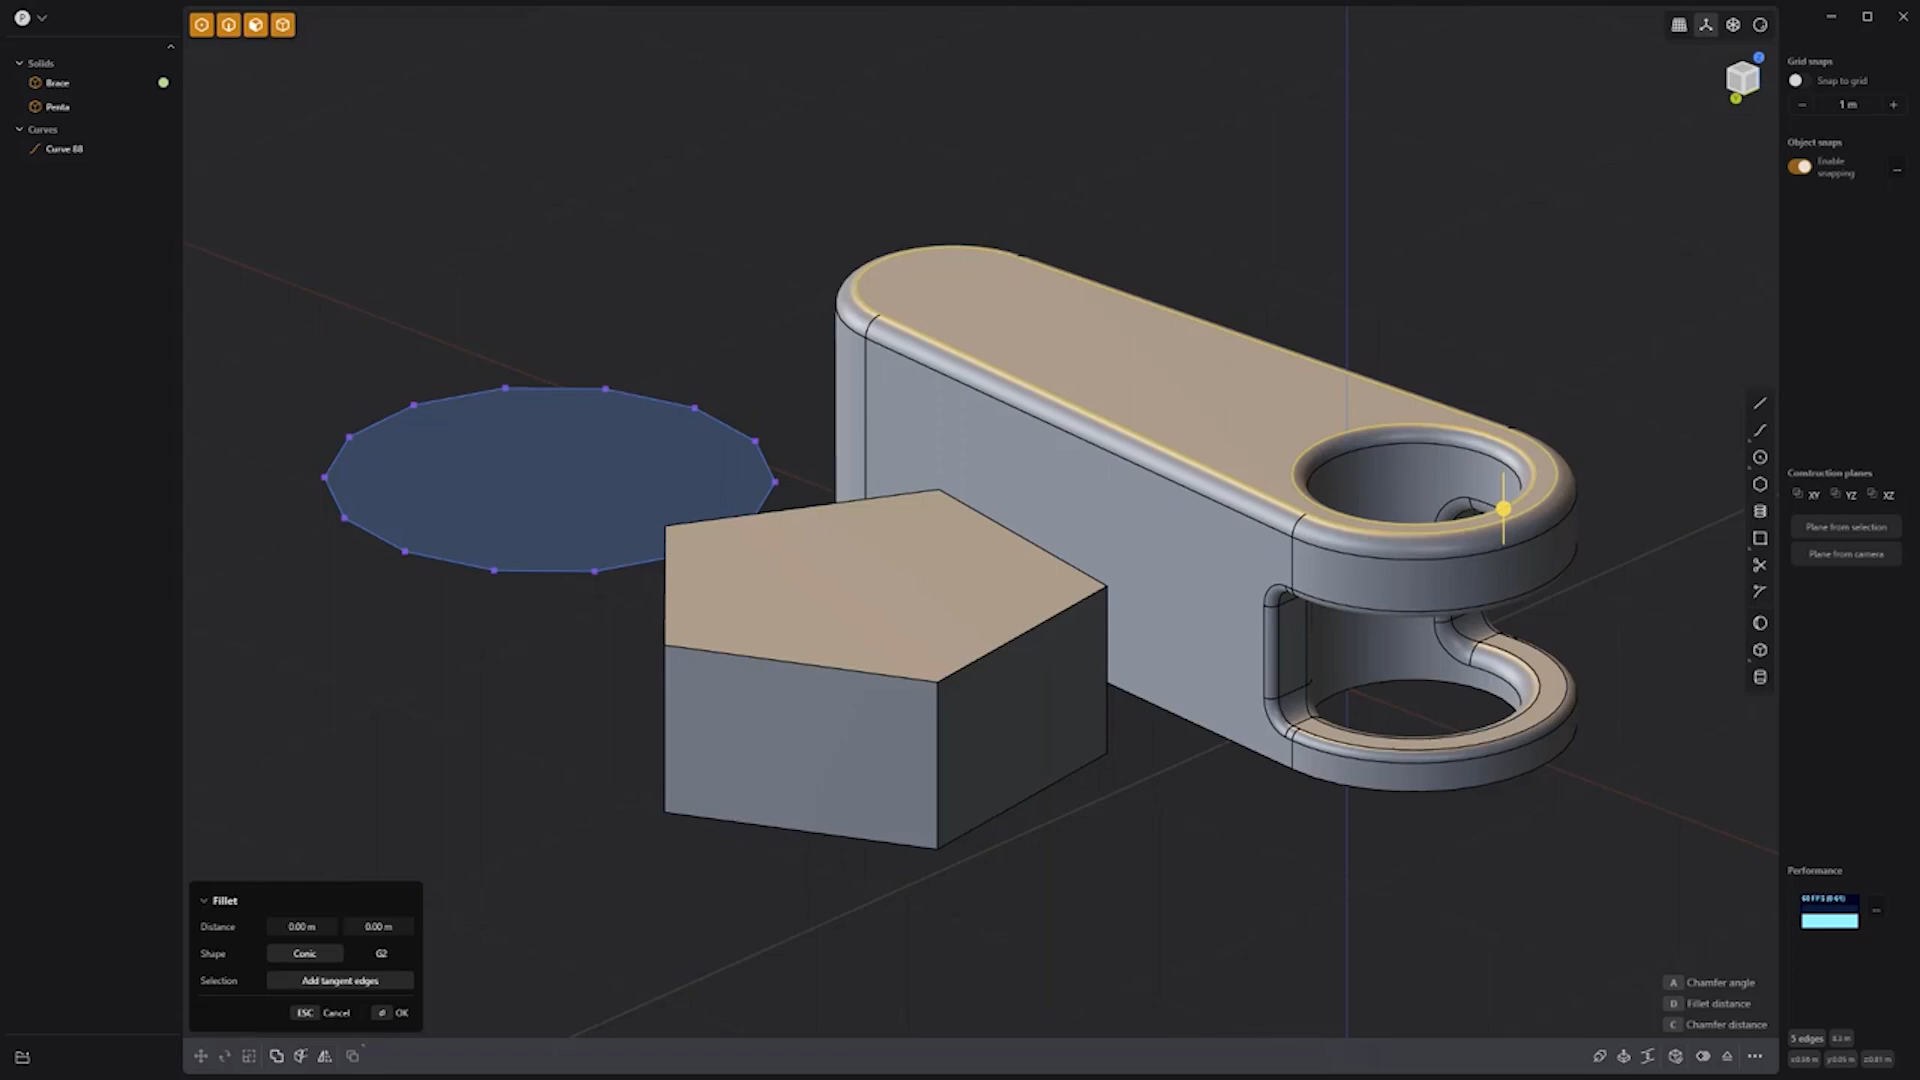 P
Solids
Brace
Penta
Curves
Curve 88
Grid snaps
Snap to grid
1 m
Object snaps
Enable
snapping
Construction planes
XY YZ XZ
Plane from selection
Plane from camera
Performance
60 FPS
Fillet
Distance 0.00 m 0.00 m
Shape Conic G2
Selection Add tangent edges
ESC Cancel OK
A Chamfer angle
D Fillet distance
C Chamfer distance
5 edges